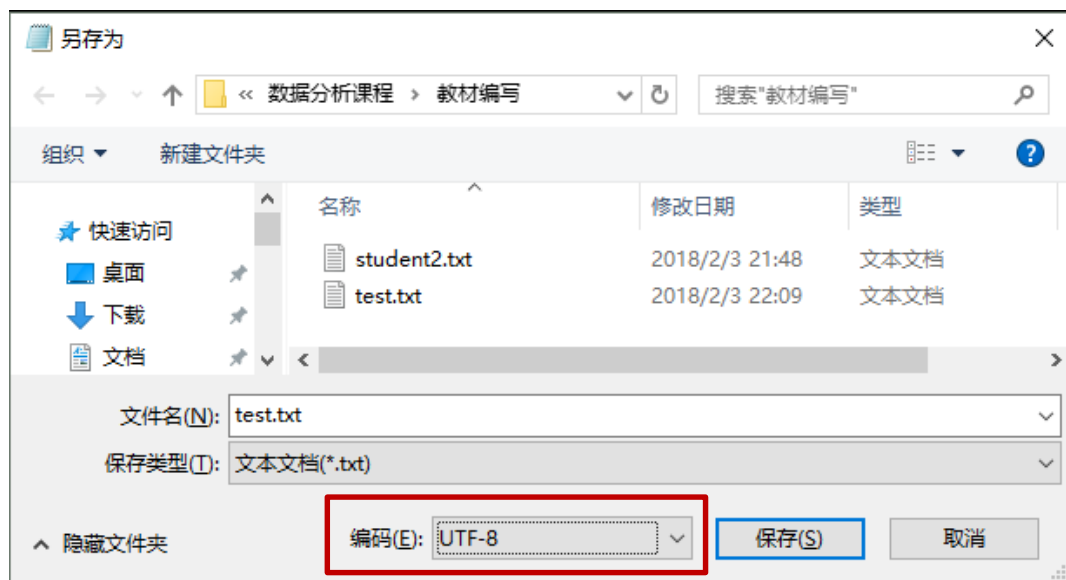 另存为
« 数据分析课程 › 教材编写
搜索"教材编写"
组织 新建文件夹
名称 修改日期 类型
快速访问
桌面
下载
文档
student2.txt 2018/2/3 21:48 文本文档
test.txt 2018/2/3 22:09 文本文档
文件名(N): test.txt
保存类型(T): 文本文档(*.txt)
隐藏文件夹 编码(E): UTF-8 保存(S) 取消